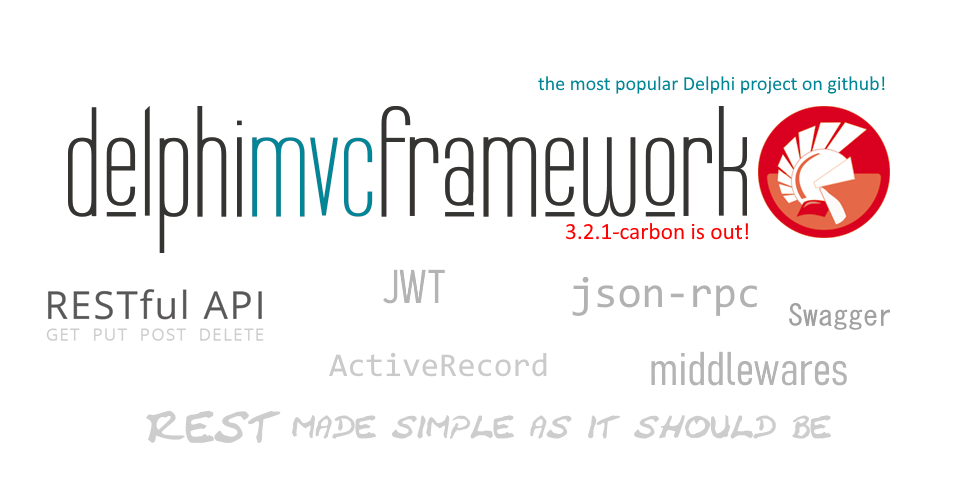 the most popular Delphi project on github!
delphimvcframework
3.2.1-carbon is out!
RESTful API
GET PUT POST DELETE
JWT
json-rpc
Swagger
ActiveRecord
middlewares
REST MADE SIMPLE AS IT SHOULD BE